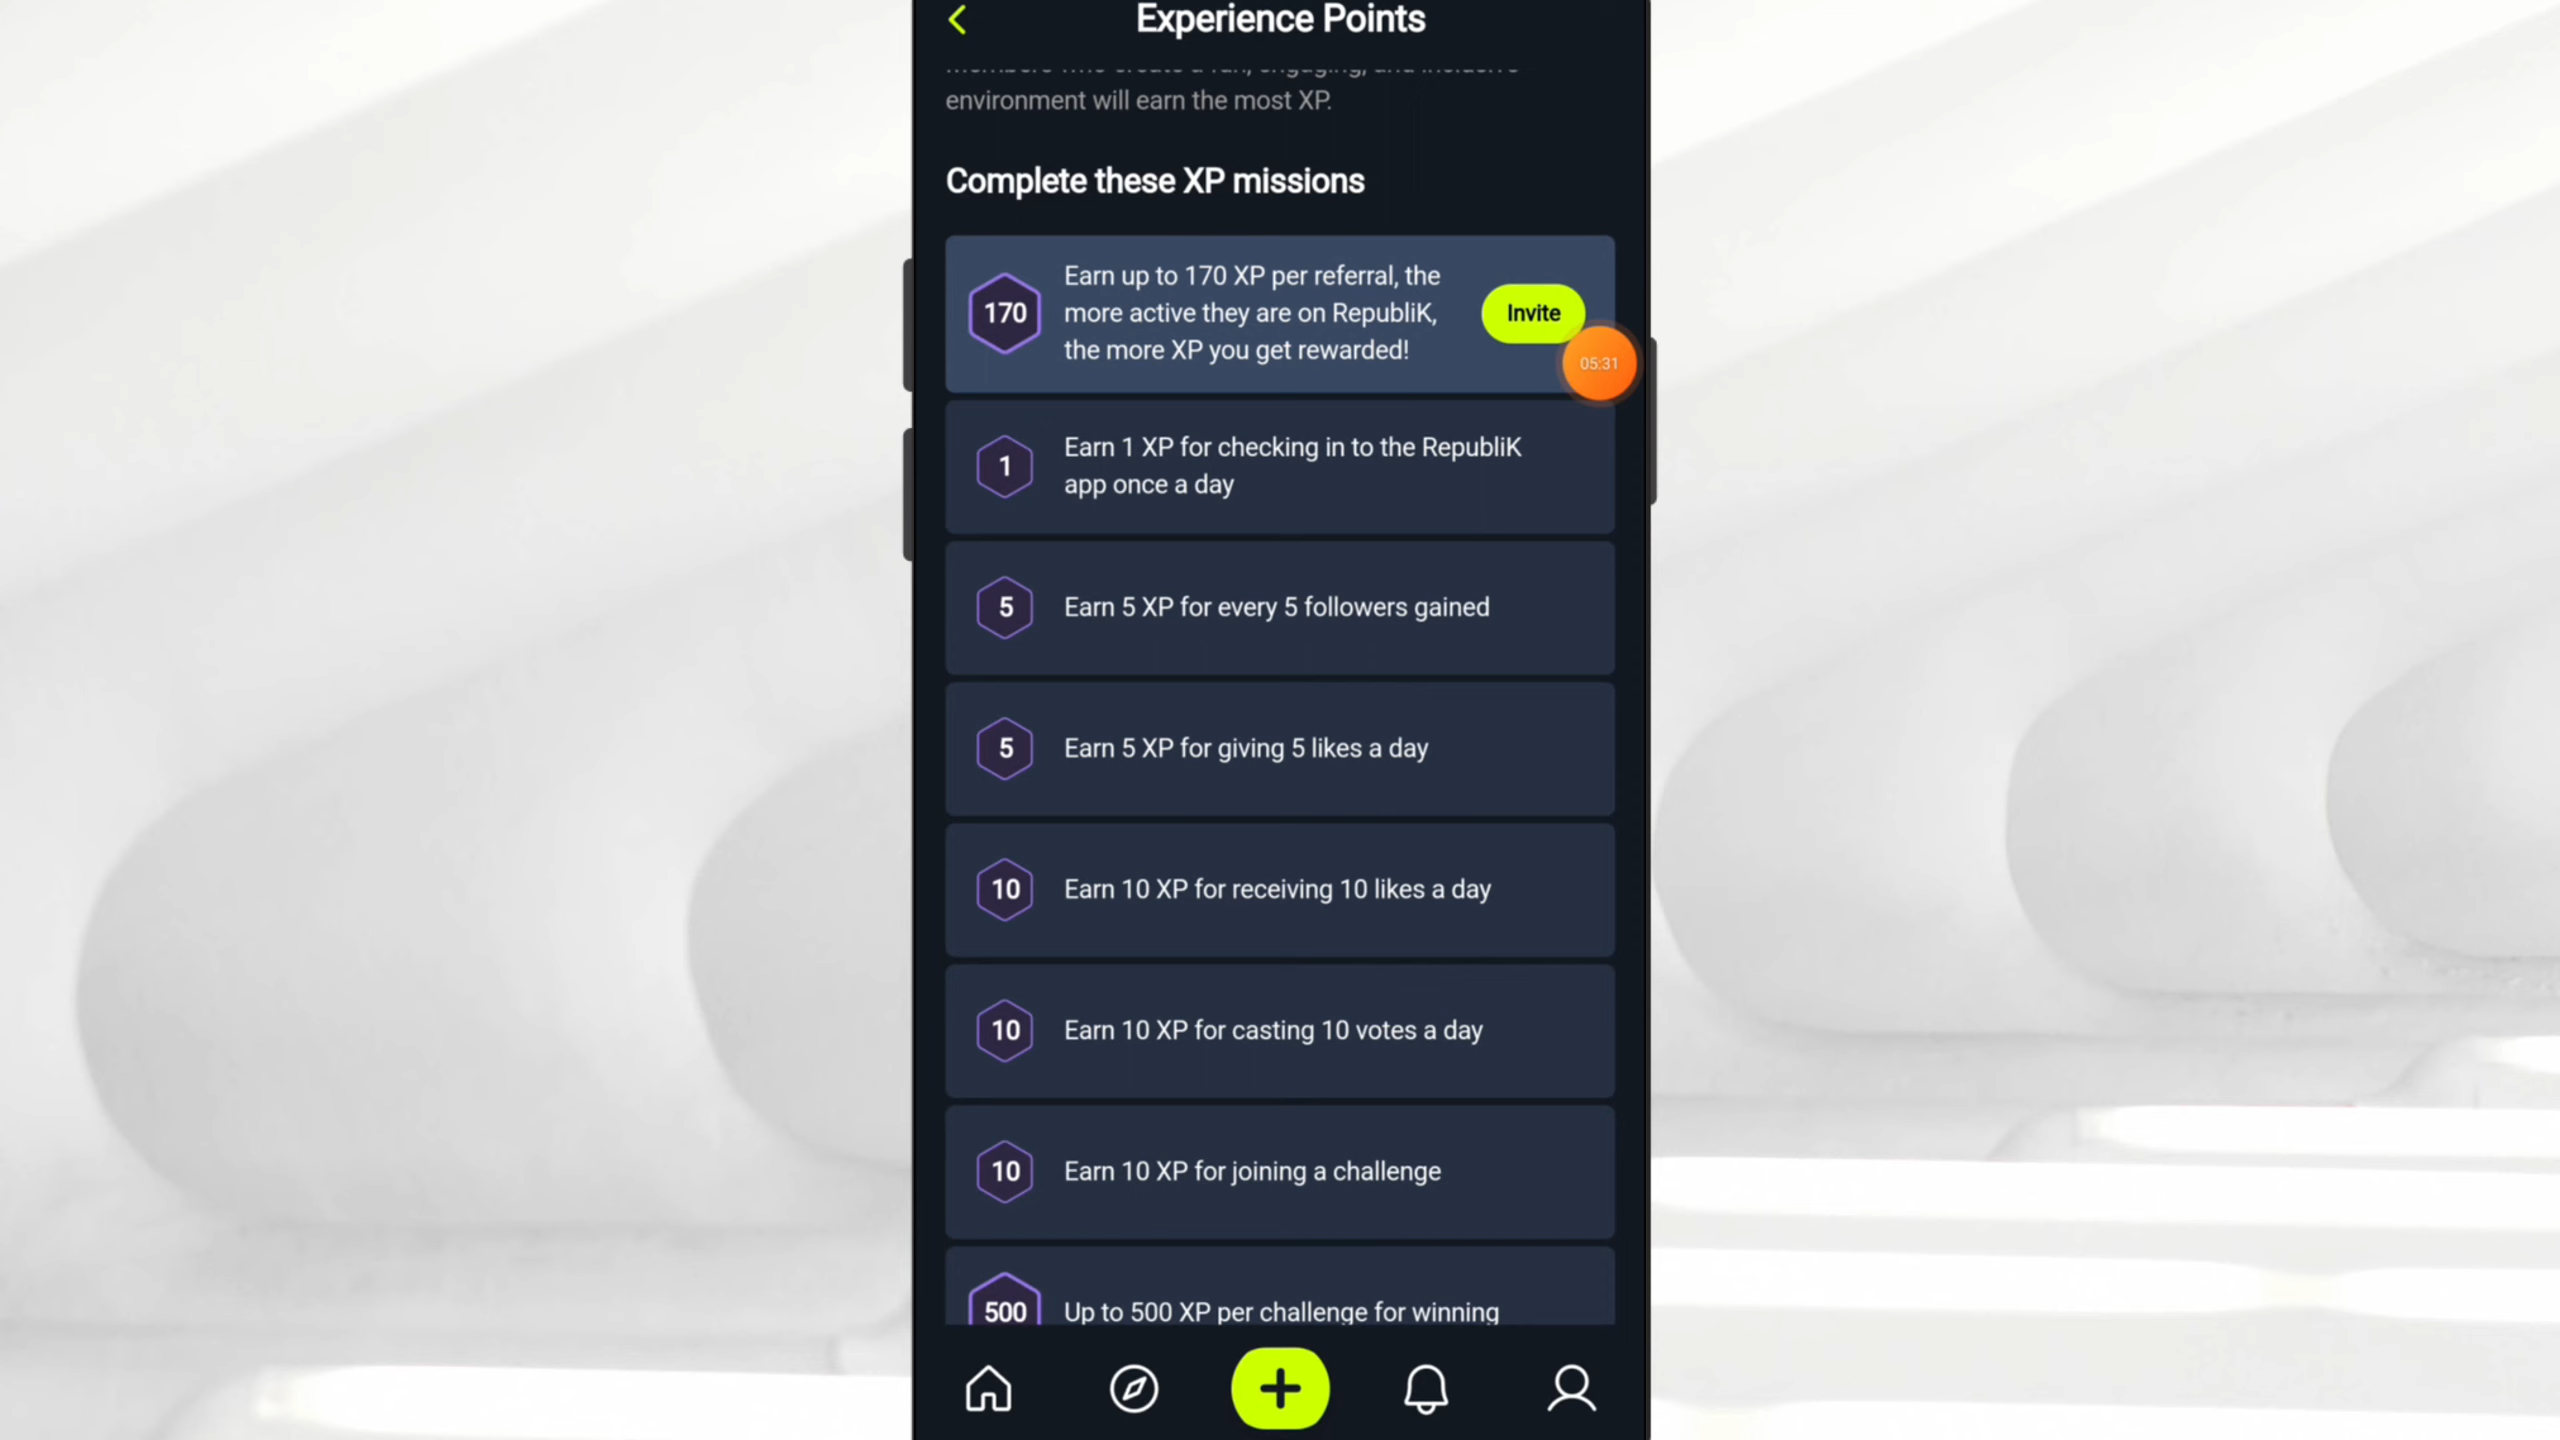 Experience Points
environment will earn the most XP.
Complete these XP missions
170
Earn up to 170 XP per referral, the
more active they are on RepubliK,
the more XP you get rewarded!
Invite
05:31
1
Earn 1 XP for checking in to the RepubliK
app once a day
5
Earn 5 XP for every 5 followers gained
5
Earn 5 XP for giving 5 likes a day
10
Earn 10 XP for receiving 10 likes a day
10
Earn 10 XP for casting 10 votes a day
10
Earn 10 XP for joining a challenge
500
Up to 500 XP per challenge for winning